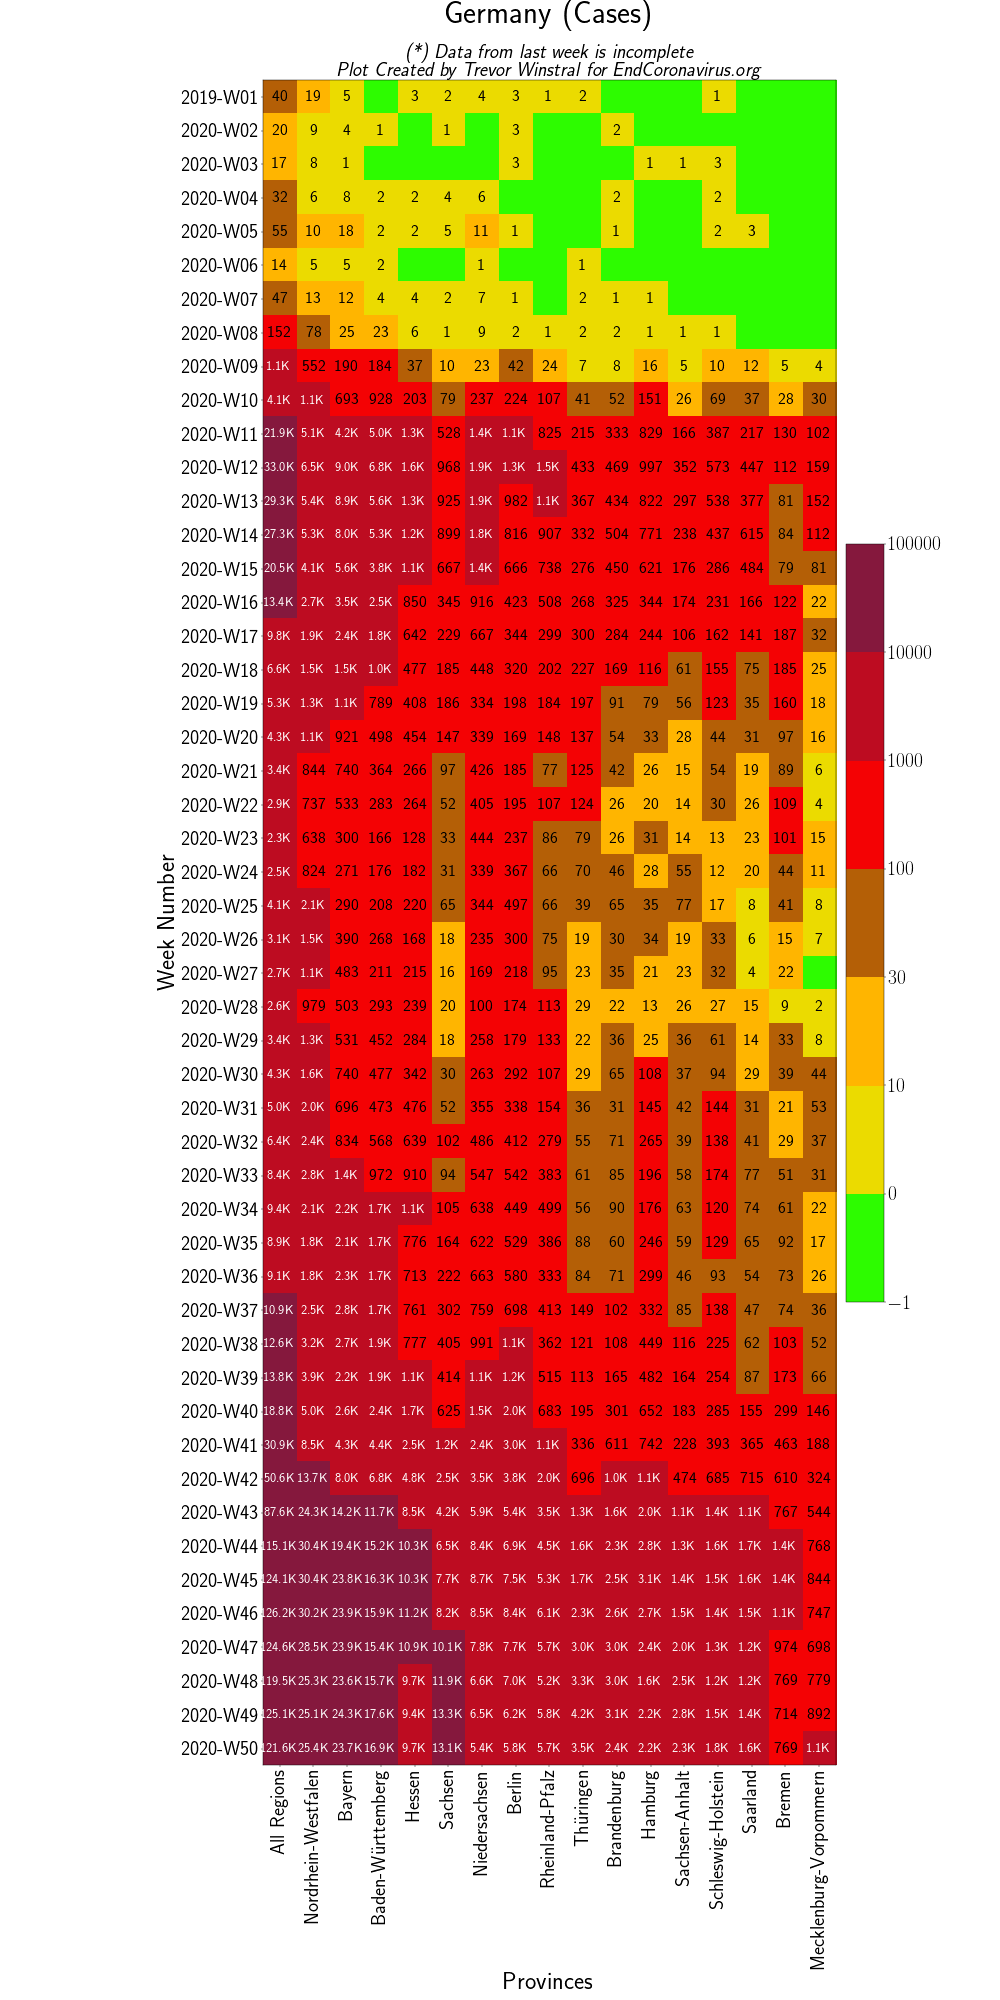 Germany (Cases)
(*) Data from last week is incomplete
Plot Created by Trevor Winstral for EndCoronavirus.org
2019-W01 40 19 5 3 2 4 3 1 2 1
2020-W02 20 9 4 1 1 3 2
2020-W03 17 8 1 3 1 1 3
2020-W04 32 6 8 2 2 4 6 2 2
2020-W05 55 10 18 2 2 5 11 1 1 2 3
2020-W06 14 5 5 2 1 1
2020-W07 47 13 12 4 4 2 7 1 2 1 1
2020-W08 152 78 25 23 6 1 9 2 1 2 2 1 1 1
2020-W09 1.1K 552 190 184 37 10 23 42 24 7 8 16 5 10 12 5 4
2020-W10 4.1K 1.1K 693 928 203 79 237 224 107 41 52 151 26 69 37 28 30
2020-W11 21.9K 5.1K 4.2K 5.0K 1.3K 528 1.4K 1.1K 825 215 333 829 166 387 217 130 102
2020-W12 33.0K 6.5K 9.0K 6.8K 1.6K 968 1.9K 1.3K 1.5K 433 469 997 352 573 447 112 159
2020-W13 29.3K 5.4K 8.9K 5.6K 1.3K 925 1.9K 982 1.1K 367 434 822 297 538 377 81 152
2020-W14 27.3K 5.3K 8.0K 5.3K 1.2K 899 1.8K 816 907 332 504 771 238 437 615 84 112
2020-W15 20.5K 4.1K 5.6K 3.8K 1.1K 667 1.4K 666 738 276 450 621 176 286 484 79 81
2020-W16 13.4K 2.7K 3.5K 2.5K 850 345 916 423 508 268 325 344 174 231 166 122 22
2020-W17 9.8K 1.9K 2.4K 1.8K 642 229 667 344 299 300 284 244 106 162 141 187 32
2020-W18 6.6K 1.5K 1.5K 1.0K 477 185 448 320 202 227 169 116 61 155 75 185 25
2020-W19 5.3K 1.3K 1.1K 789 408 186 334 198 184 197 91 79 56 123 35 160 18
2020-W20 4.3K 1.1K 921 498 454 147 339 169 148 137 54 33 28 44 31 97 16
2020-W21 3.4K 844 740 364 266 97 426 185 77 125 42 26 15 54 19 89 6
2020-W22 2.9K 737 533 283 264 52 405 195 107 124 26 20 14 30 26 109 4
2020-W23 2.3K 638 300 166 128 33 444 237 86 79 26 31 14 13 23 101 15
2020-W24 2.5K 824 271 176 182 31 339 367 66 70 46 28 55 12 20 44 11
2020-W25 4.1K 2.1K 290 208 220 65 344 497 66 39 65 35 77 17 8 41 8
2020-W26 3.1K 1.5K 390 268 168 18 235 300 75 19 30 34 19 33 6 15 7
2020-W27 2.7K 1.1K 483 211 215 16 169 218 95 23 35 21 23 32 4 22
2020-W28 2.6K 979 503 293 239 20 100 174 113 29 22 13 26 27 15 9 2
2020-W29 3.4K 1.3K 531 452 284 18 258 179 133 22 36 25 36 61 14 33 8
2020-W30 4.3K 1.6K 740 477 342 30 263 292 107 29 65 108 37 94 29 39 44
2020-W31 5.0K 2.0K 696 473 476 52 355 338 154 36 31 145 42 144 31 21 53
2020-W32 6.4K 2.4K 834 568 639 102 486 412 279 55 71 265 39 138 41 29 37
2020-W33 8.4K 2.8K 1.4K 972 910 94 547 542 383 61 85 196 58 174 77 51 31
2020-W34 9.4K 2.1K 2.2K 1.7K 1.1K 105 638 449 499 56 90 176 63 120 74 61 22
2020-W35 8.9K 1.8K 2.1K 1.7K 776 164 622 529 386 88 60 246 59 129 65 92 17
2020-W36 9.1K 1.8K 2.3K 1.7K 713 222 663 580 333 84 71 299 46 93 54 73 26
2020-W37 10.9K 2.5K 2.8K 1.7K 761 302 759 698 413 149 102 332 85 138 47 74 36
2020-W38 12.6K 3.2K 2.7K 1.9K 777 405 991 1.1K 362 121 108 449 116 225 62 103 52
2020-W39 13.8K 3.9K 2.2K 1.9K 1.1K 414 1.1K 1.2K 515 113 165 482 164 254 87 173 66
2020-W40 18.8K 5.0K 2.6K 2.4K 1.7K 625 1.5K 2.0K 683 195 301 652 183 285 155 299 146
2020-W41 30.9K 8.5K 4.3K 4.4K 2.5K 1.2K 2.4K 3.0K 1.1K 336 611 742 228 393 365 463 188
2020-W42 50.6K 13.7K 8.0K 6.8K 4.8K 2.5K 3.5K 3.8K 2.0K 696 1.0K 1.1K 474 685 715 610 324
2020-W43 87.6K 24.3K 14.2K 11.7K 8.5K 4.2K 5.9K 5.4K 3.5K 1.3K 1.6K 2.0K 1.1K 1.4K 1.1K 767 544
2020-W44 115.1K 30.4K 19.4K 15.2K 10.3K 6.5K 8.4K 6.9K 4.5K 1.6K 2.3K 2.8K 1.3K 1.6K 1.7K 1.4K 768
2020-W45 124.1K 30.4K 23.8K 16.3K 10.3K 7.7K 8.7K 7.5K 5.3K 1.7K 2.5K 3.1K 1.4K 1.5K 1.6K 1.4K 844
2020-W46 126.2K 30.2K 23.9K 15.9K 11.2K 8.2K 8.5K 8.4K 6.1K 2.3K 2.6K 2.7K 1.5K 1.4K 1.5K 1.1K 747
2020-W47 124.6K 28.5K 23.9K 15.4K 10.9K 10.1K 7.8K 7.7K 5.7K 3.0K 3.0K 2.4K 2.0K 1.3K 1.2K 974 698
2020-W48 119.5K 25.3K 23.6K 15.7K 9.7K 11.9K 6.6K 7.0K 5.2K 3.3K 3.0K 1.6K 2.5K 1.2K 1.2K 769 779
2020-W49 125.1K 25.1K 24.3K 17.6K 9.4K 13.3K 6.5K 6.2K 5.8K 4.2K 3.1K 2.2K 2.8K 1.5K 1.4K 714 892
2020-W50 121.6K 25.4K 23.7K 16.9K 9.7K 13.1K 5.4K 5.8K 5.7K 3.5K 2.4K 2.2K 2.3K 1.8K 1.6K 769 1.1K
Week Number
All Regions
Nordrhein-Westfalen
Bayern
Baden-Württemberg
Hessen
Sachsen
Niedersachsen
Berlin
Rheinland-Pfalz
Thüringen
Brandenburg
Hamburg
Sachsen-Anhalt
Schleswig-Holstein
Saarland
Bremen
Mecklenburg-Vorpommern
Provinces
100000
10000
1000
100
30
10
0
−1